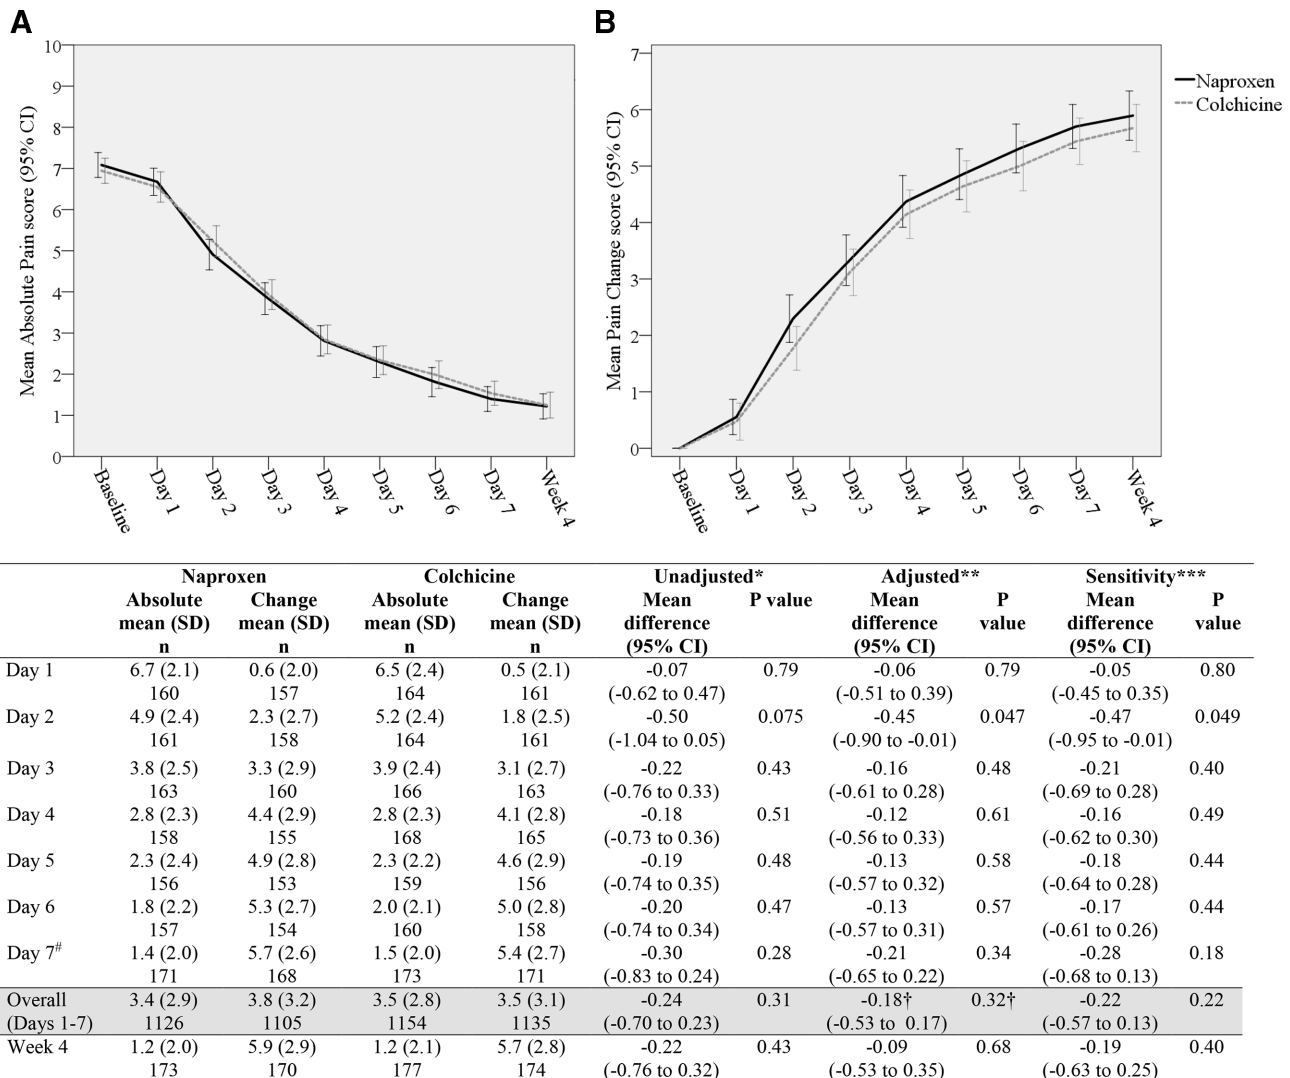 A
Mean Absolute Pain score (95% CI)
10
9
8
7
6
5
4
3
2
1
0
Baseline
Day 1
Day 2
Day 3
Day 4
Day 5
Day 6
Day 7
Week 4
B
Mean Pain Change score (95% CI)
7
6
5
4
3
2
1
0
Baseline
Day 1
Day 2
Day 3
Day 4
Day 5
Day 6
Day 7
Week 4
Naproxen
Colchicine
Naproxen Colchicine Unadjusted* Adjusted** Sensitivity***
Absolute Change Absolute Change Mean P value Mean P Mean P
mean (SD) mean (SD) mean (SD) mean (SD) difference difference value difference value
n n n n (95% CI) (95% CI) (95% CI)
Day 1 6.7 (2.1) 0.6 (2.0) 6.5 (2.4) 0.5 (2.1) -0.07 0.79 -0.06 0.79 -0.05 0.80
160 157 164 161 (-0.62 to 0.47) (-0.51 to 0.39) (-0.45 to 0.35)
Day 2 4.9 (2.4) 2.3 (2.7) 5.2 (2.4) 1.8 (2.5) -0.50 0.075 -0.45 0.047 -0.47 0.049
161 158 164 161 (-1.04 to 0.05) (-0.90 to -0.01) (-0.95 to -0.01)
Day 3 3.8 (2.5) 3.3 (2.9) 3.9 (2.4) 3.1 (2.7) -0.22 0.43 -0.16 0.48 -0.21 0.40
163 160 166 163 (-0.76 to 0.33) (-0.61 to 0.28) (-0.69 to 0.28)
Day 4 2.8 (2.3) 4.4 (2.9) 2.8 (2.3) 4.1 (2.8) -0.18 0.51 -0.12 0.61 -0.16 0.49
158 155 168 165 (-0.73 to 0.36) (-0.56 to 0.33) (-0.62 to 0.30)
Day 5 2.3 (2.4) 4.9 (2.8) 2.3 (2.2) 4.6 (2.9) -0.19 0.48 -0.13 0.58 -0.18 0.44
156 153 159 156 (-0.74 to 0.35) (-0.57 to 0.32) (-0.64 to 0.28)
Day 6 1.8 (2.2) 5.3 (2.7) 2.0 (2.1) 5.0 (2.8) -0.20 0.47 -0.13 0.57 -0.17 0.44
157 154 160 158 (-0.74 to 0.34) (-0.57 to 0.31) (-0.61 to 0.26)
Day 7# 1.4 (2.0) 5.7 (2.6) 1.5 (2.0) 5.4 (2.7) -0.30 0.28 -0.21 0.34 -0.28 0.18
171 168 173 171 (-0.83 to 0.24) (-0.65 to 0.22) (-0.68 to 0.13)
Overall 3.4 (2.9) 3.8 (3.2) 3.5 (2.8) 3.5 (3.1) -0.24 0.31 -0.18† 0.32† -0.22 0.22
(Days 1-7) 1126 1105 1154 1135 (-0.70 to 0.23) (-0.53 to 0.17) (-0.57 to 0.13)
Week 4 1.2 (2.0) 5.9 (2.9) 1.2 (2.1) 5.7 (2.8) -0.22 0.43 -0.09 0.68 -0.19 0.40
173 170 177 174 (-0.76 to 0.32) (-0.53 to 0.35) (-0.63 to 0.25)